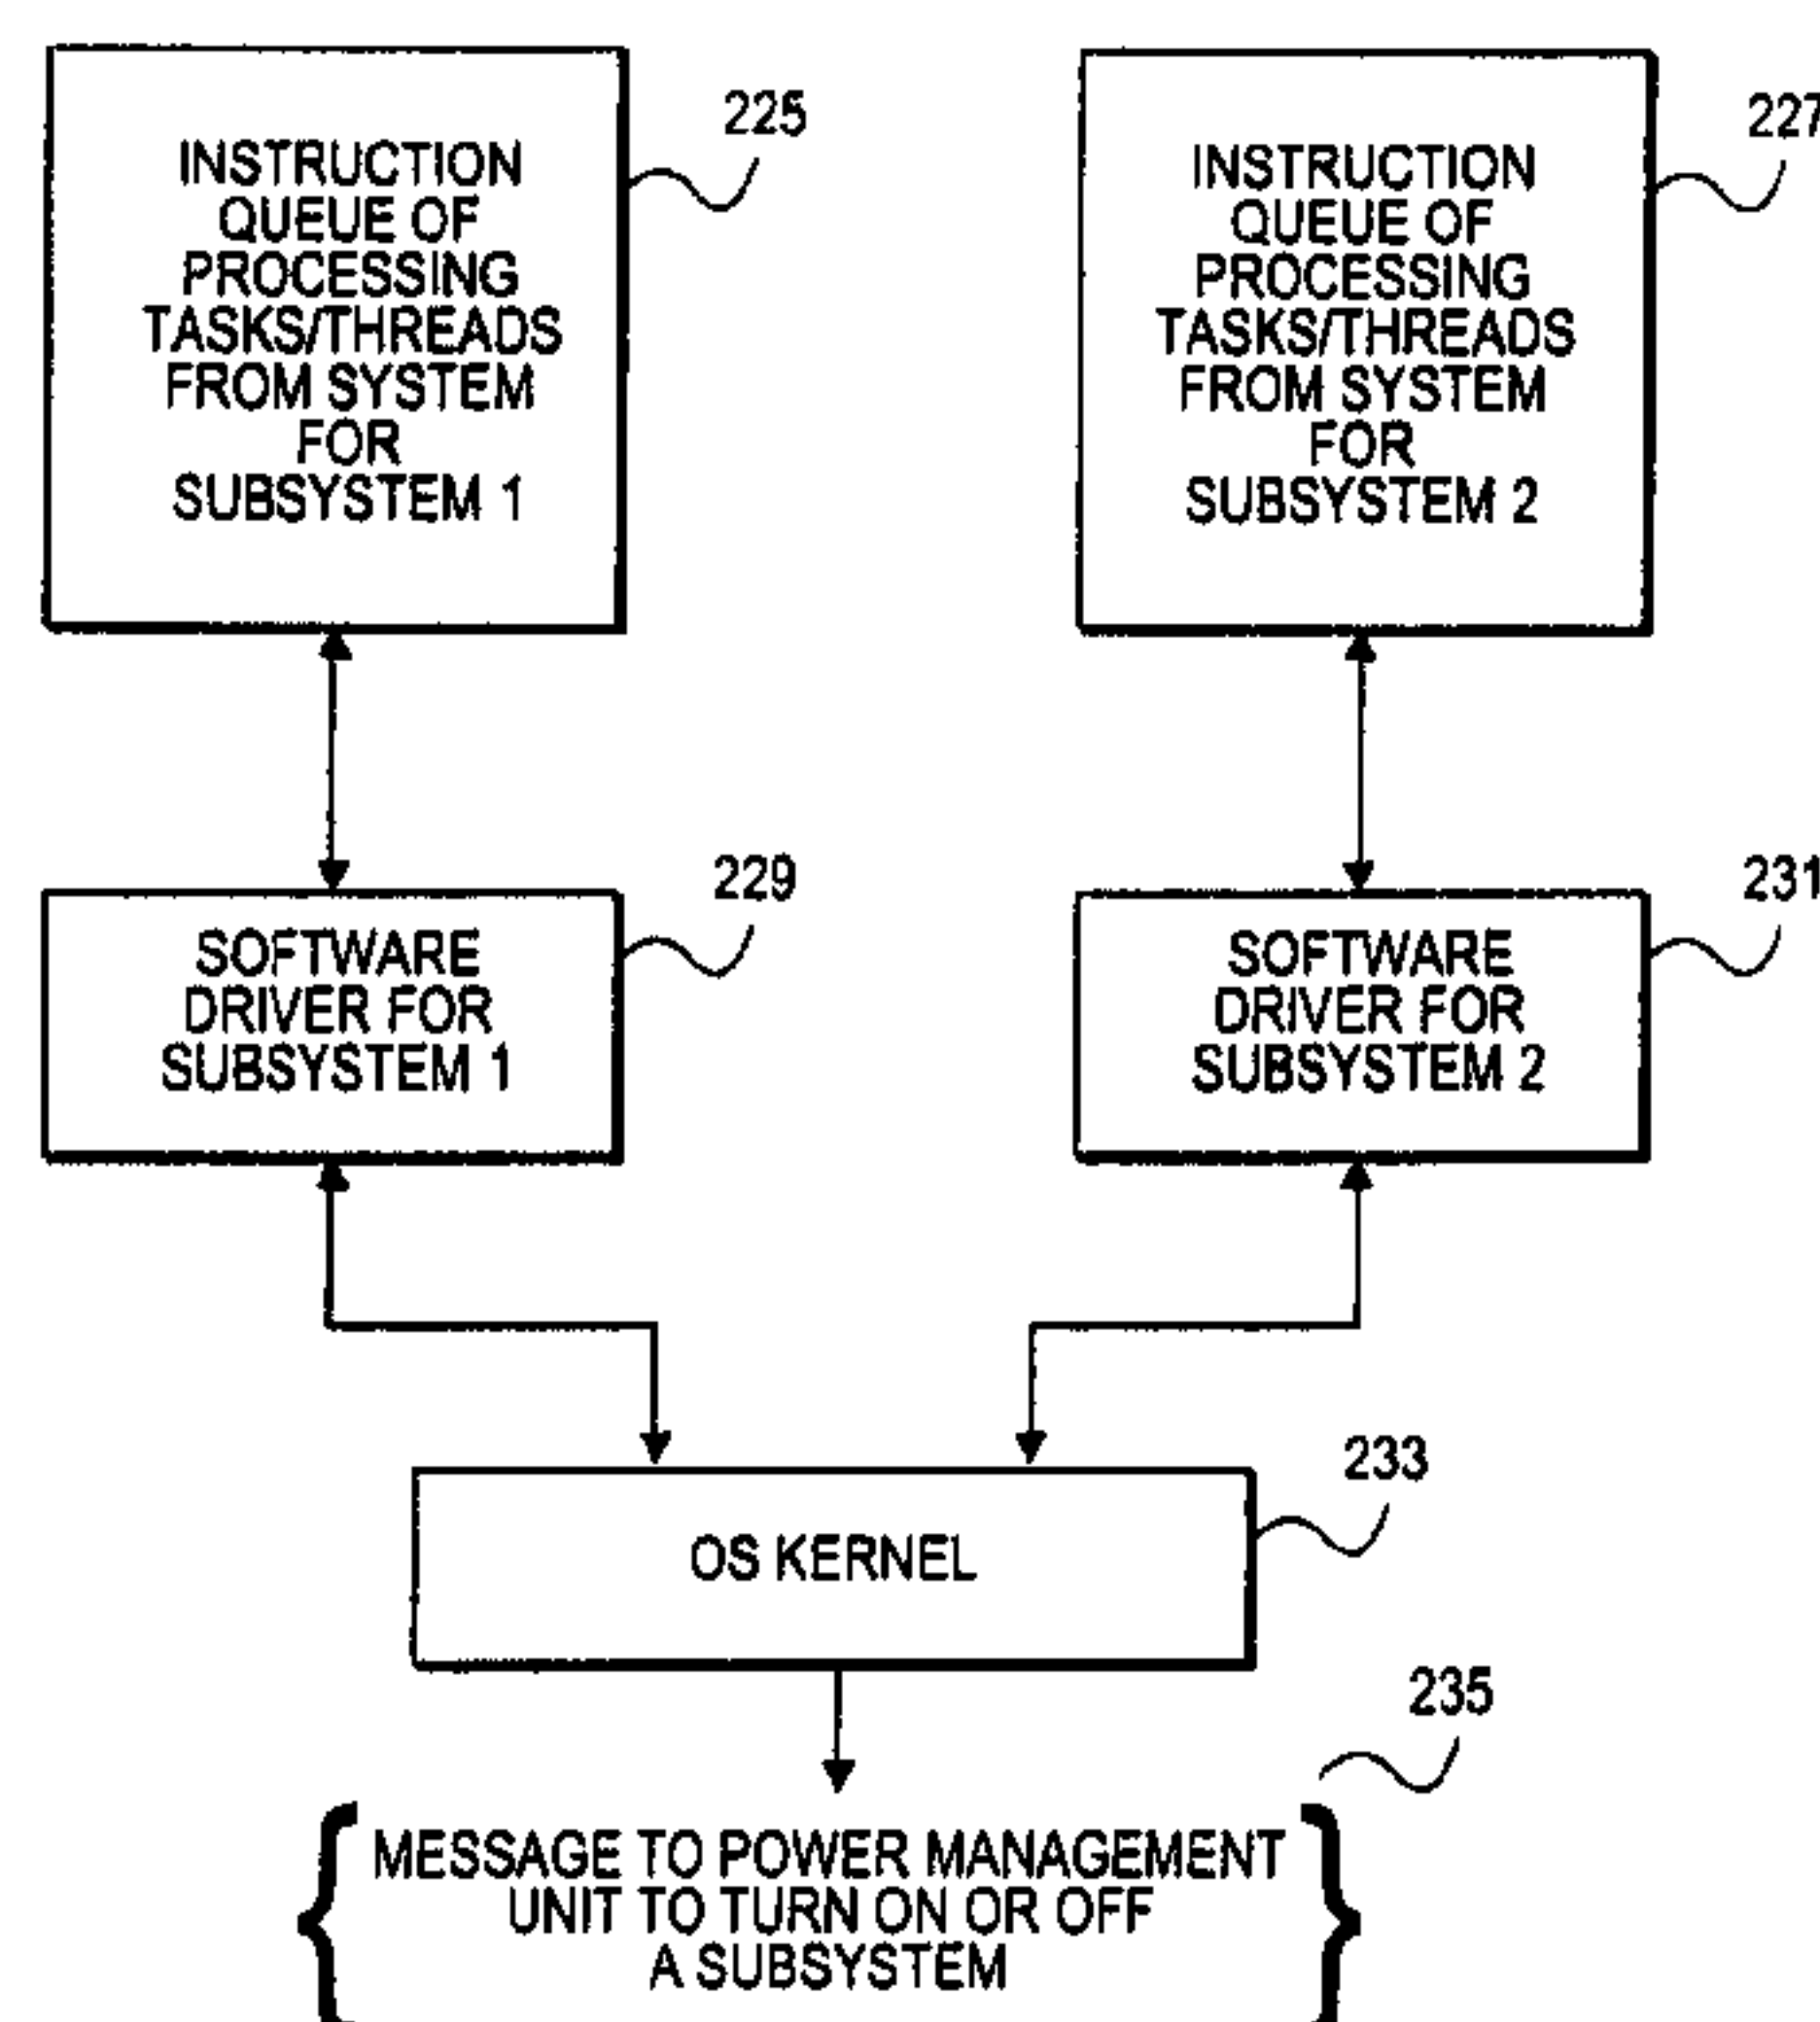 225
INSTRUCTION
QUEUE OF
PROCESSING
TASKS/THREADS
FROM SYSTEM
FOR
SUBSYSTEM 1
227
INSTRUCTION
QUEUE OF
PROCESSING
TASKS/THREADS
FROM SYSTEM
FOR
SUBSYSTEM 2
229
SOFTWARE
DRIVER FOR
SUBSYSTEM 1
231
SOFTWARE
DRIVER FOR
SUBSYSTEM 2
233
OS KERNEL
235
MESSAGE TO POWER MANAGEMENT
UNIT TO TURN ON OR OFF
A SUBSYSTEM